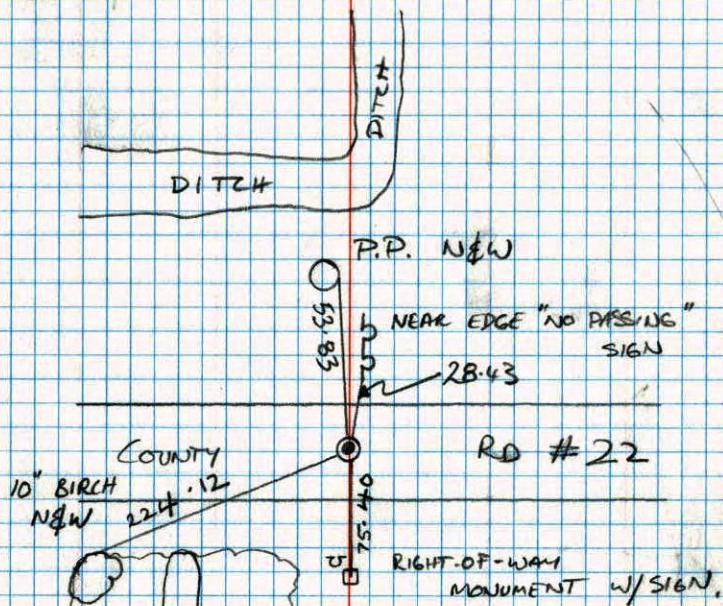 DITCH
DITCH
P.P. N&W
53.83
NEAR EDGE "NO PASSING"
SIGN
28.43
COUNTY RD #22
10" BIRCH
N&W
224.12
75.40
RIGHT-OF-WAY
MONUMENT W/SIGN.